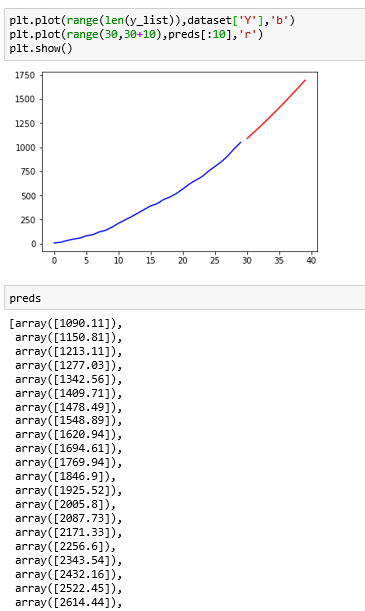 plt.plot(range(len(y_list)),dataset['Y'],'b')
plt.plot(range(30,30+10),preds[:10],'r')
plt.show()
1750
1500
1250
1000
750
500
250
0
0 5 10 15 20 25 30 35 40
preds
[array([1090.11]),
array([1150.81]),
array([1213.11]),
array([1277.03]),
array([1342.56]),
array([1409.71]),
array([1478.49]),
array([1548.89]),
array([1620.94]),
array([1694.61]),
array([1769.94]),
array([1846.9]),
array([1925.52]),
array([2005.8]),
array([2087.73]),
array([2171.33]),
array([2256.6]),
array([2343.54]),
array([2432.16]),
array([2522.45]),
array([2614.44]),